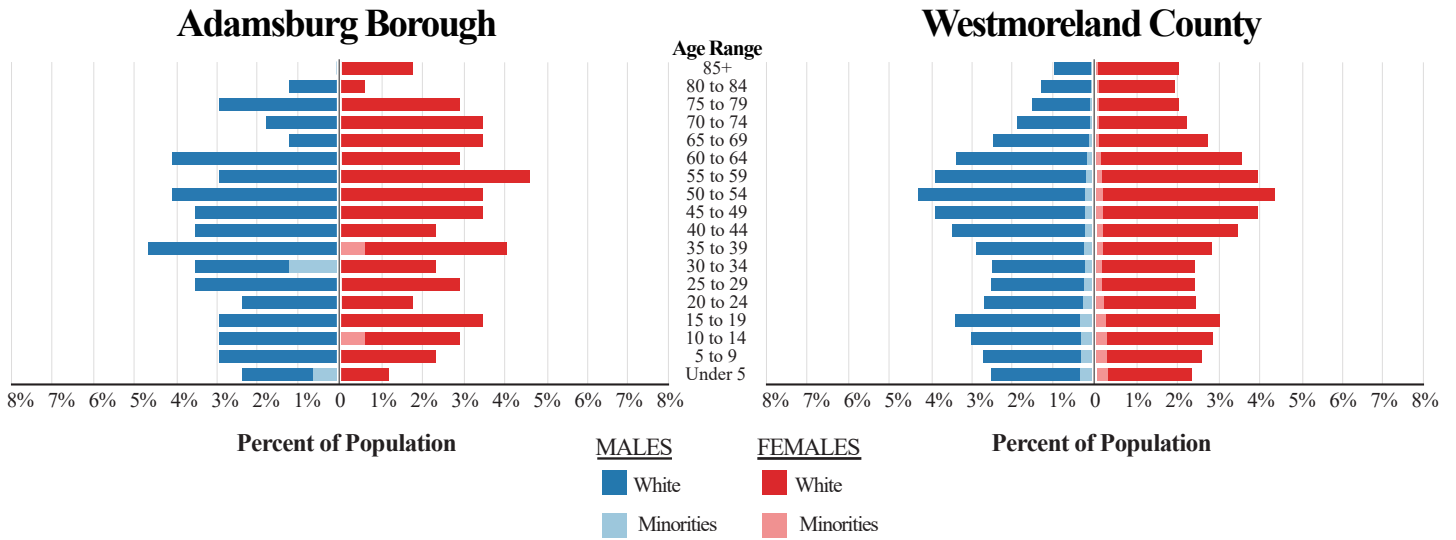 Adamsburg Borough
Westmoreland County
Age Range
85+
80 to 84
75 to 79
70 to 74
65 to 69
60 to 64
55 to 59
50 to 54
45 to 49
40 to 44
35 to 39
30 to 34
25 to 29
20 to 24
15 to 19
10 to 14
5 to 9
Under 5
8% 7% 6% 5% 4% 3% 2% 1% 0 1% 2% 3% 4% 5% 6% 7% 8%
8% 7% 6% 5% 4% 3% 2% 1% 0 1% 2% 3% 4% 5% 6% 7% 8%
Percent of Population
Percent of Population
MALES
FEMALES
White
White
Minorities
Minorities